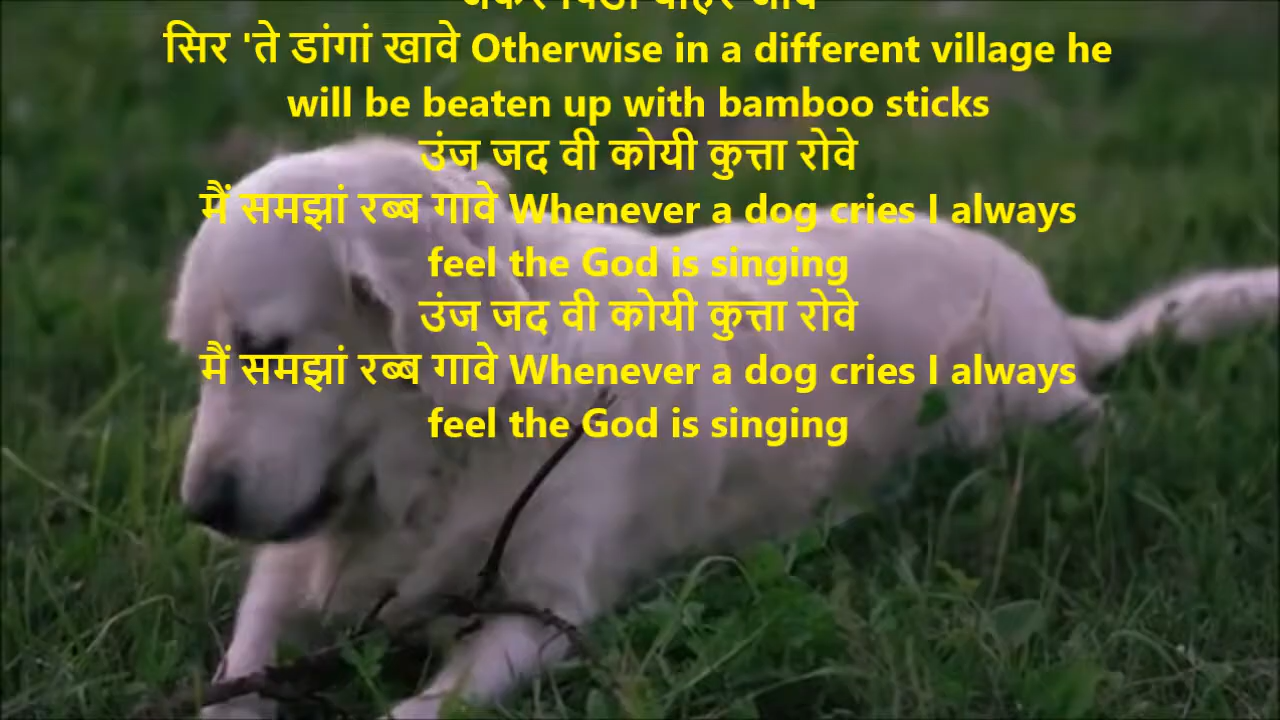 सिर 'ते डांगां खावे Otherwise in a different village he
will be beaten up with bamboo sticks
उंज जद वी कोयी कुत्ता रोवे
मैं समझां रब्ब गावे Whenever a dog cries I always
feel the God is singing
उंज जद वी कोयी कुत्ता रोवे
मैं समझां रब्ब गावे Whenever a dog cries I always
feel the God is singing